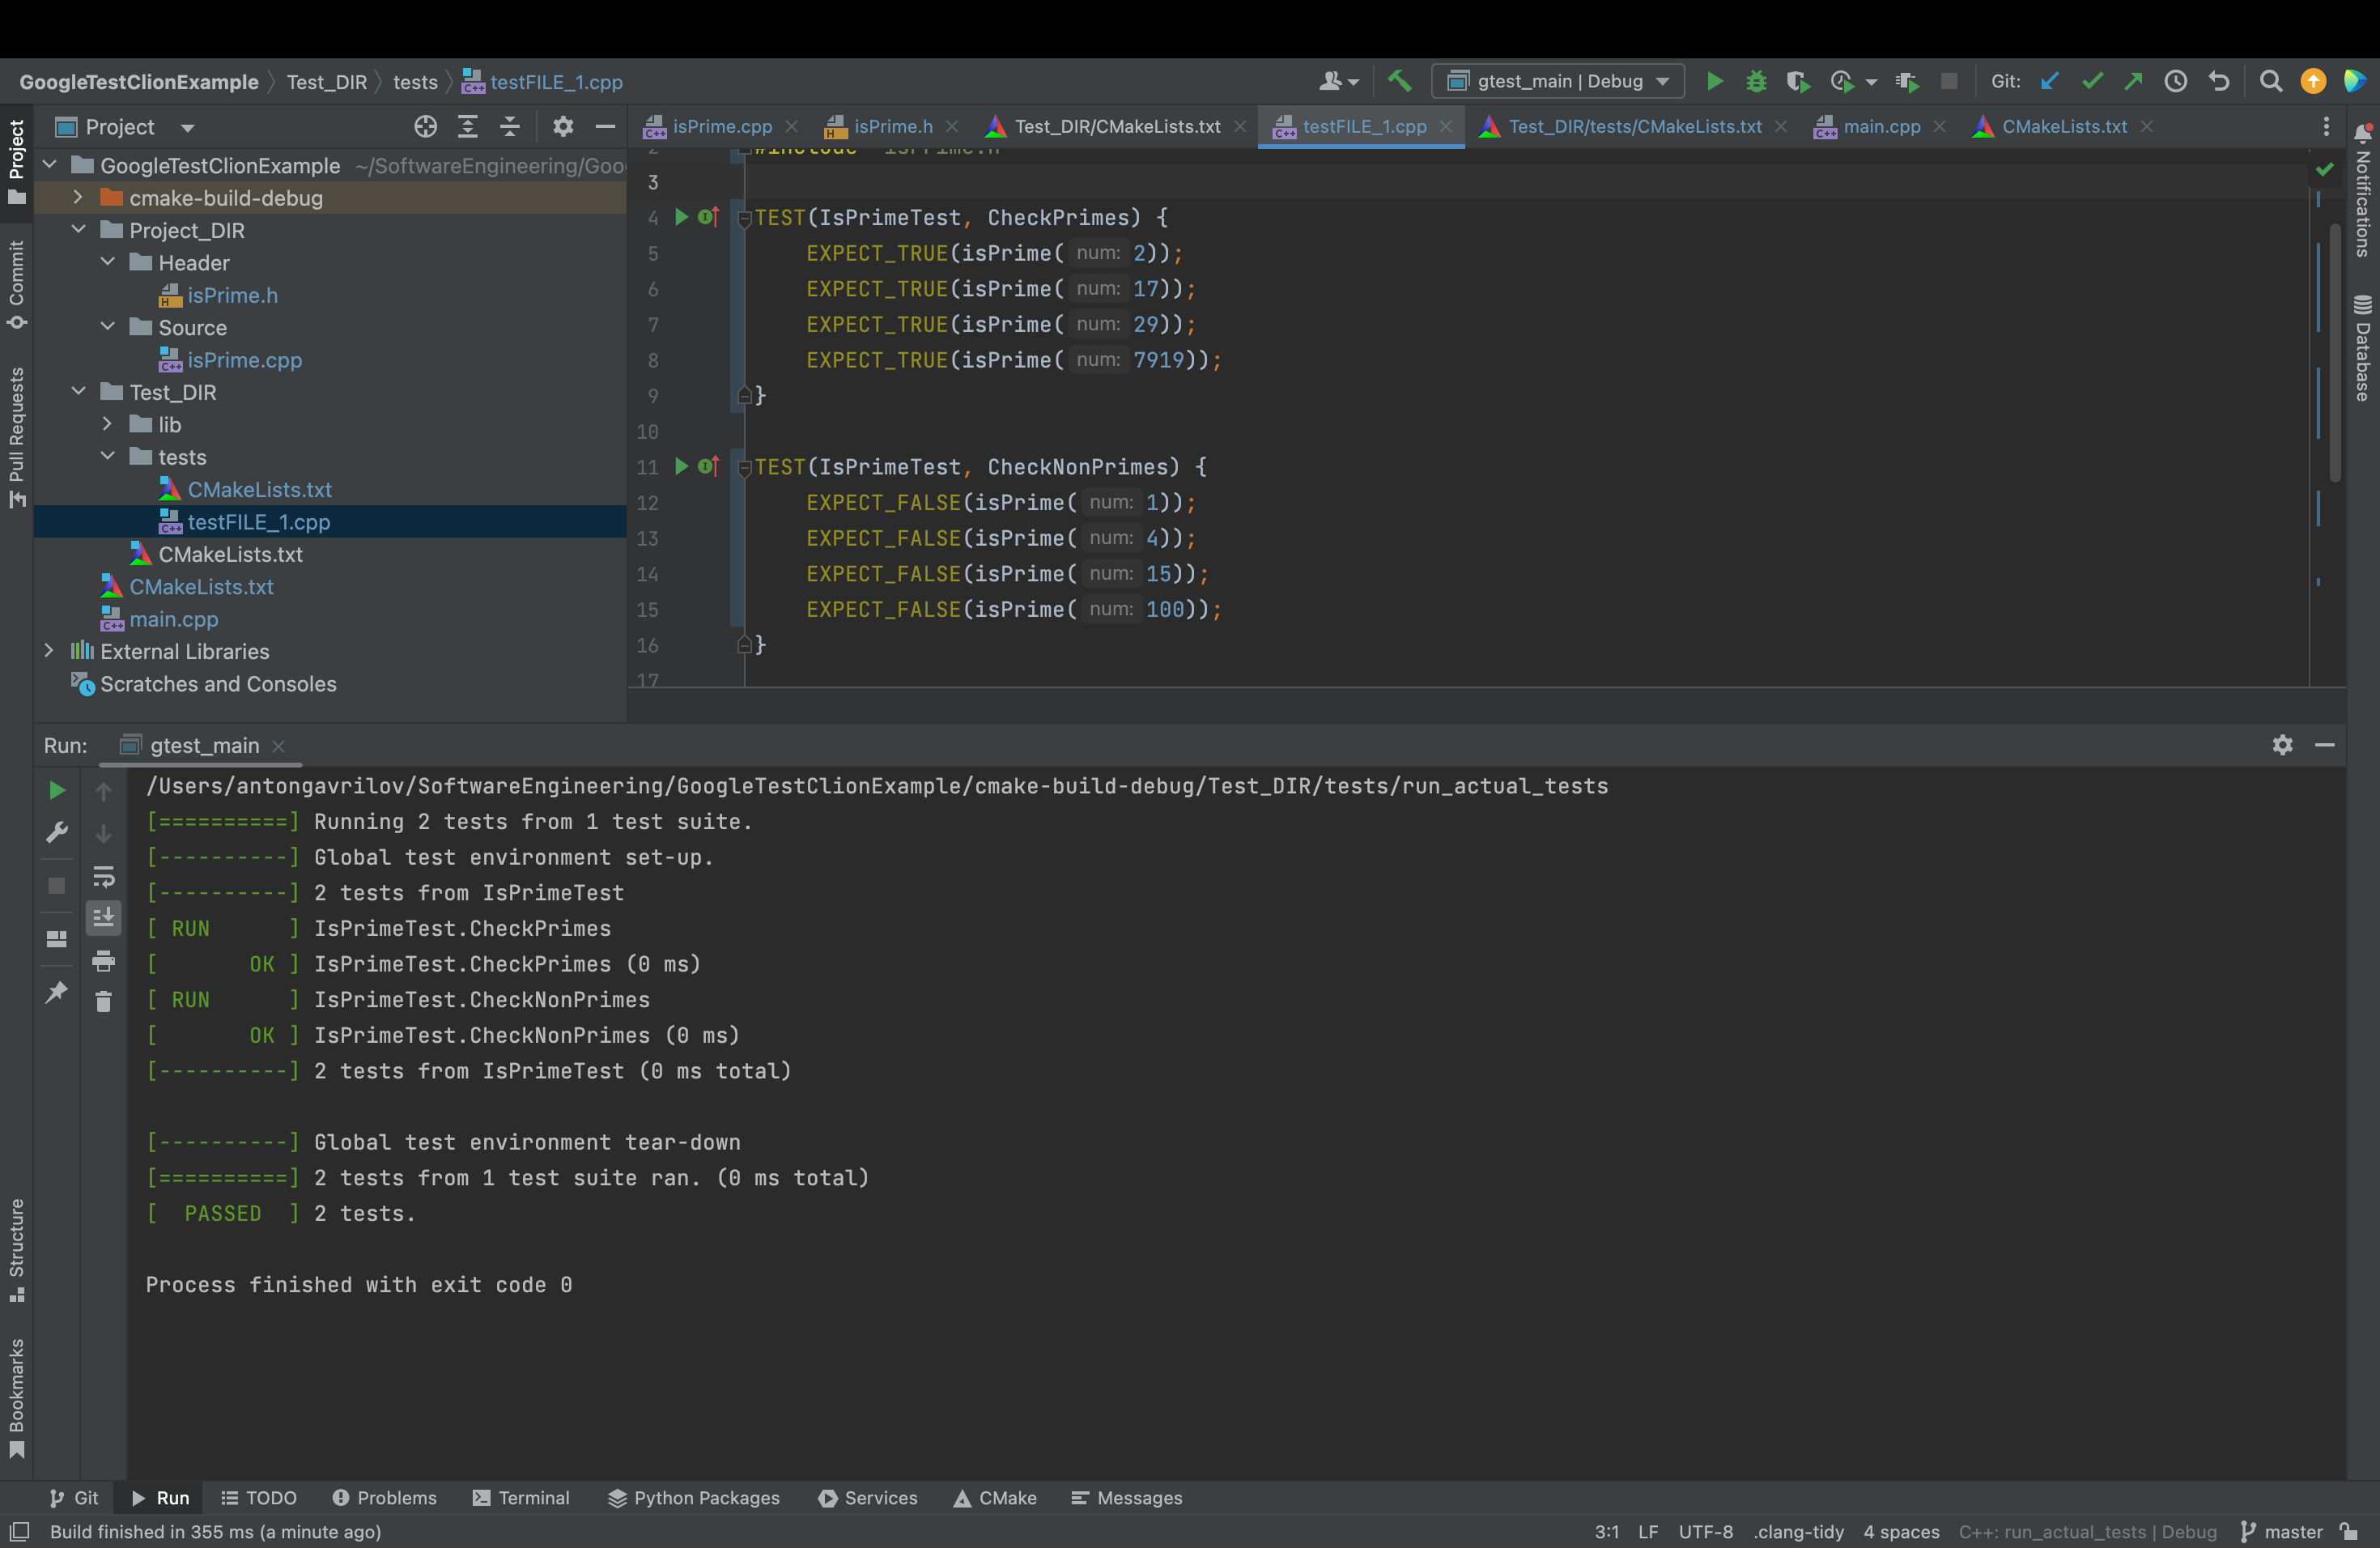 GoogleTestClionExample
Test_DIR
tests
testFILE_1.cpp
gtest_main | Debug
Git:
Project
isPrime.cpp
isPrime.h
Test_DIR/CMakeLists.txt
testFILE_1.cpp
Test_DIR/tests/CMakeLists.txt
main.cpp
CMakeLists.txt
Project
Commit
Pull Requests
Structure
Bookmarks
Notifications
Database
GoogleTestClionExample ~/SoftwareEngineering/Goo
cmake-build-debug
Project_DIR
Header
isPrime.h
Source
isPrime.cpp
Test_DIR
lib
tests
CMakeLists.txt
testFILE_1.cpp
CMakeLists.txt
CMakeLists.txt
main.cpp
External Libraries
Scratches and Consoles
3
4 TEST(IsPrimeTest, CheckPrimes) {
5 EXPECT_TRUE(isPrime( num: 2));
6 EXPECT_TRUE(isPrime( num: 17));
7 EXPECT_TRUE(isPrime( num: 29));
8 EXPECT_TRUE(isPrime( num: 7919));
9 }
10
11 TEST(IsPrimeTest, CheckNonPrimes) {
12 EXPECT_FALSE(isPrime( num: 1));
13 EXPECT_FALSE(isPrime( num: 4));
14 EXPECT_FALSE(isPrime( num: 15));
15 EXPECT_FALSE(isPrime( num: 100));
16 }
17
Run: gtest_main
/Users/antongavrilov/SoftwareEngineering/GoogleTestClionExample/cmake-build-debug/Test_DIR/tests/run_actual_tests
[==========] Running 2 tests from 1 test suite.
[----------] Global test environment set-up.
[----------] 2 tests from IsPrimeTest
[ RUN      ] IsPrimeTest.CheckPrimes
[       OK ] IsPrimeTest.CheckPrimes (0 ms)
[ RUN      ] IsPrimeTest.CheckNonPrimes
[       OK ] IsPrimeTest.CheckNonPrimes (0 ms)
[----------] 2 tests from IsPrimeTest (0 ms total)
[----------] Global test environment tear-down
[==========] 2 tests from 1 test suite ran. (0 ms total)
[  PASSED  ] 2 tests.
Process finished with exit code 0
Git
Run
TODO
Problems
Terminal
Python Packages
Services
CMake
Messages
Build finished in 355 ms (a minute ago)
3:1 LF UTF-8 .clang-tidy 4 spaces C++: run_actual_tests | Debug master